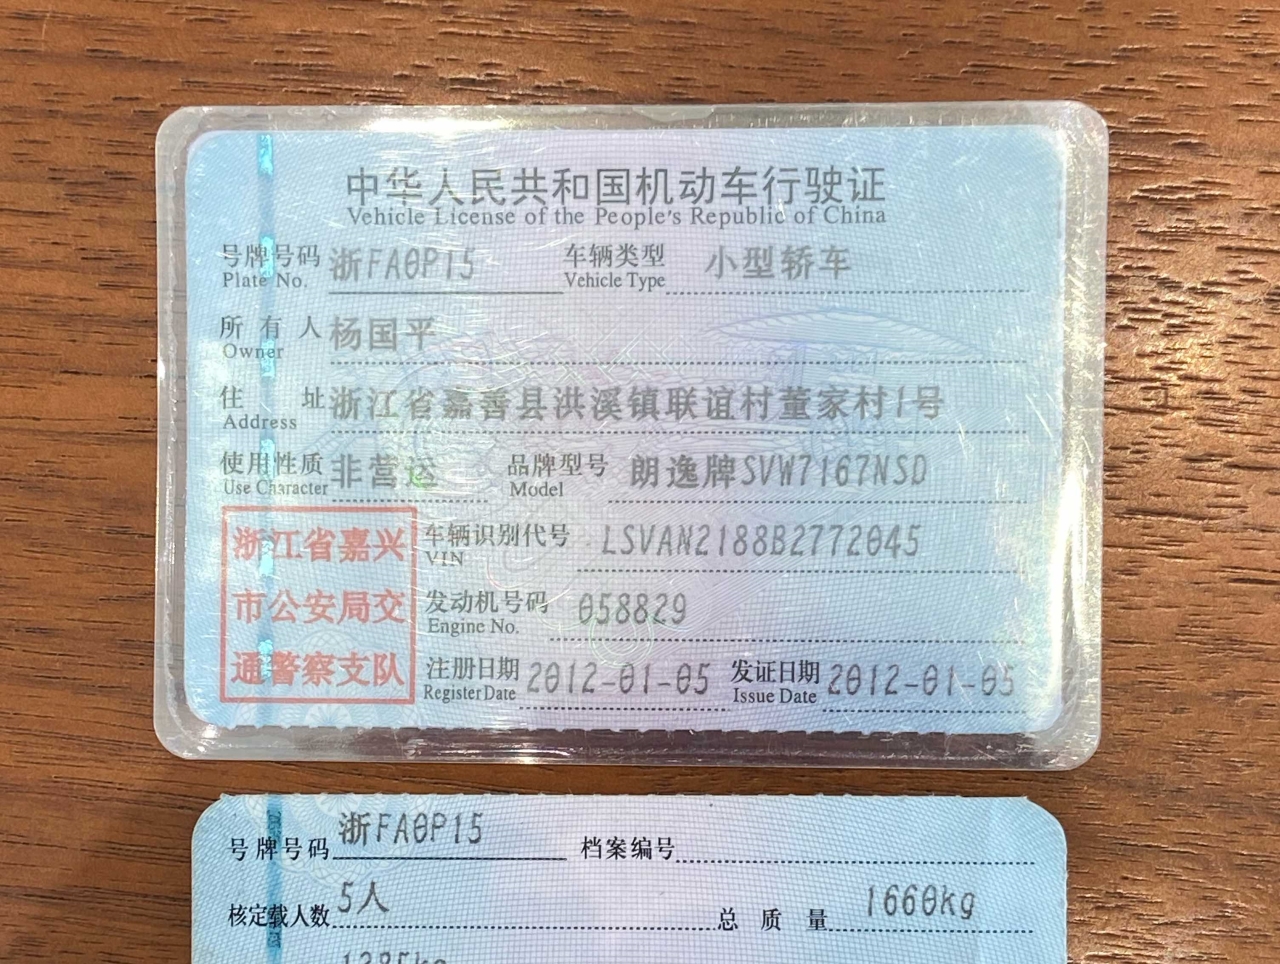 中华人民共和国机动车行驶证
Vehicle License of the People's Republic of China
号牌号码 浙FA0P15 车辆类型 小型轿车
Plate No. Vehicle Type
所有人 杨国平
Owner
住址 浙江省嘉善县洪溪镇联谊村董家村1号
Address
使用性质 非营运 品牌型号 朗逸牌SVW7167NSD
Use Character Model
浙江省嘉兴
市公安局交
通警察支队
车辆识别代号 LSVAN2188B2772045
VIN
发动机号码 058829
Engine No.
注册日期 2012-01-05 发证日期 2012-01-05
Register Date Issue Date
号牌号码 浙FA0P15 档案编号
核定载人数 5人 总质量 1660kg